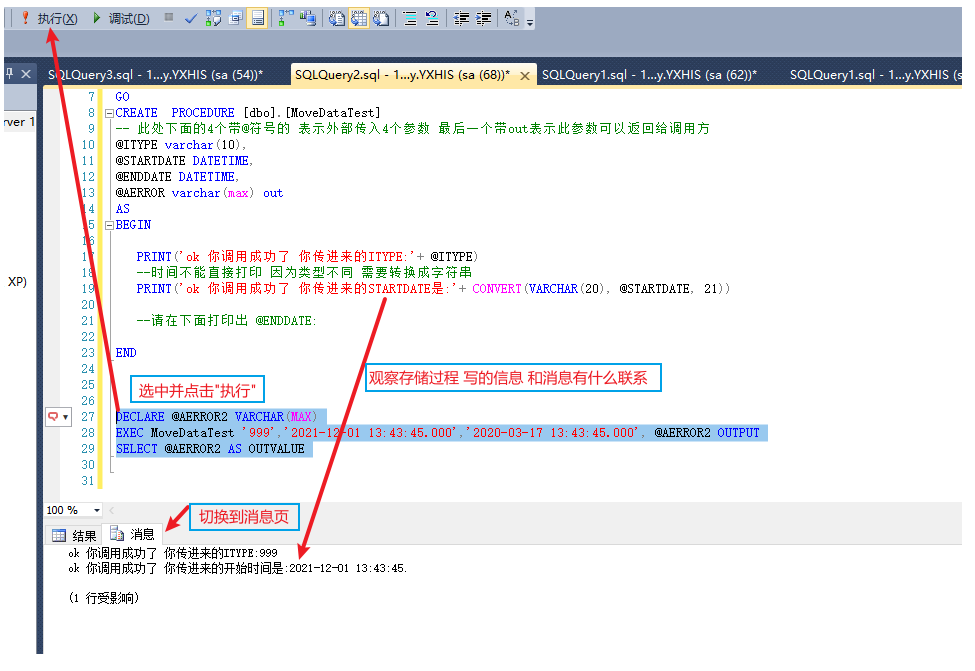 执行(X) 调试(D)
SQLQuery3.sql - 1...y.YXHIS (sa (54))* SQLQuery2.sql - 1...y.YXHIS (sa (68))* SQLQuery1.sql - 1...y.YXHIS (sa (62))* SQLQuery1.sql - 1...y.YXHIS (s
rver 1
XP)
7 GO
8 CREATE PROCEDURE [dbo].[MoveDataTest]
9 -- 此处下面的4个带@符号的 表示外部传入4个参数 最后一个带out表示此参数可以返回给调用方
10 @ITYPE varchar(10),
11 @STARTDATE DATETIME,
12 @ENDDATE DATETIME,
13 @AERROR varchar(max) out
14 AS
15 BEGIN
16
17 PRINT('ok 你调用成功了 你传进来的ITYPE:'+ @ITYPE)
18 --时间不能直接打印 因为类型不同 需要转换成字符串
19 PRINT('ok 你调用成功了 你传进来的STARTDATE是:'+ CONVERT(VARCHAR(20), @STARTDATE, 21))
20
21 --请在下面打印出 @ENDDATE:
22
23 END
24
25
26
27 DECLARE @AERROR2 VARCHAR(MAX)
28 EXEC MoveDataTest '999','2021-12-01 13:43:45.000','2020-03-17 13:43:45.000', @AERROR2 OUTPUT
29 SELECT @AERROR2 AS OUTVALUE
30
31
选中并点击"执行"
观察存储过程 写的信息 和消息有什么联系
100 %
切换到消息页
结果 消息
ok 你调用成功了 你传进来的ITYPE:999
ok 你调用成功了 你传进来的开始时间是:2021-12-01 13:43:45.
(1 行受影响)